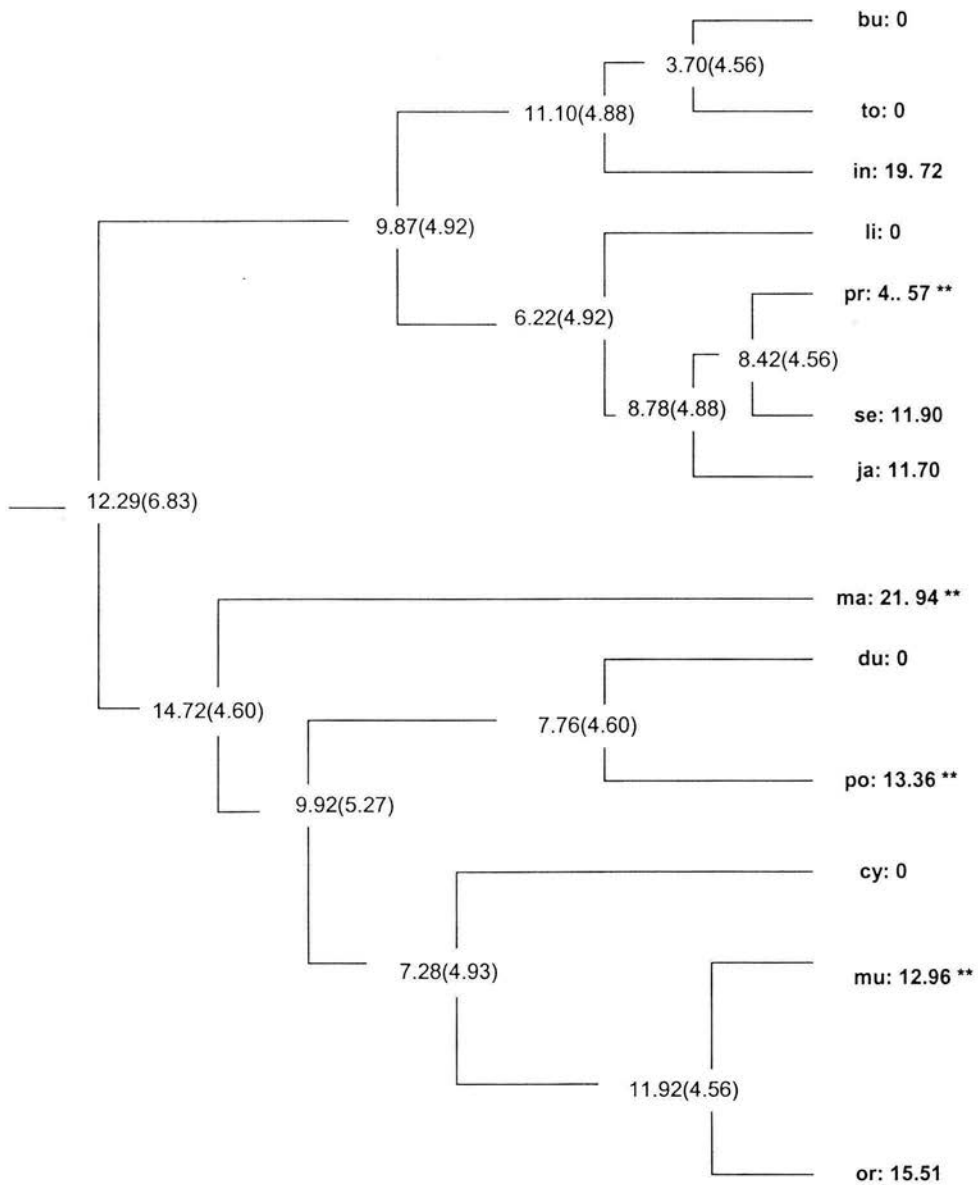 bu: 0
3.70(4.56)
11.10(4.88)
to: 0
in: 19. 72
9.87(4.92)
li: 0
pr: 4.. 57 **
6.22(4.92)
8.42(4.56)
8.78(4.88)
se: 11.90
ja: 11.70
12.29(6.83)
ma: 21. 94 **
du: 0
14.72(4.60)
7.76(4.60)
po: 13.36 **
9.92(5.27)
cy: 0
7.28(4.93)
mu: 12.96 **
11.92(4.56)
or: 15.51